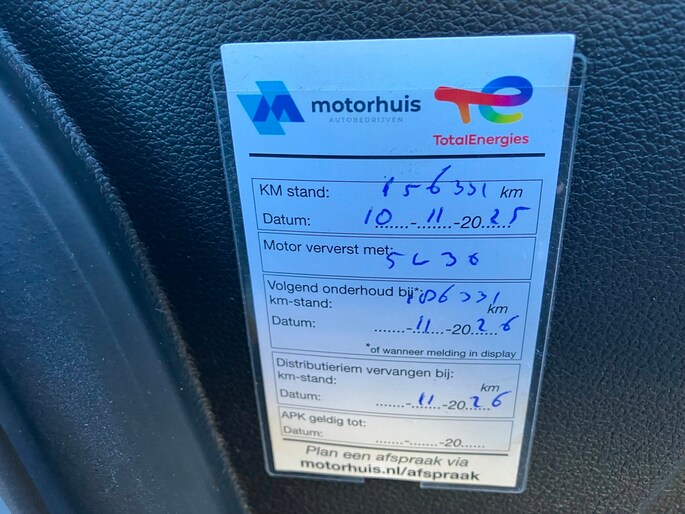 motorhuis
AUTOBEDRIJVEN
TotalEnergies
KM stand: 156331 km
Datum: 10-11-2025
Motor ververst met:
5W30
Volgend onderhoud bij*:
km-stand: 186331 km
Datum: .......-11-2026
*of wanneer melding in display
Distributieriem vervangen bij:
km-stand: km
Datum: .......-11-2026
APK geldig tot:
Datum: .......-.......-20......
Plan een afspraak via
motorhuis.nl/afspraak